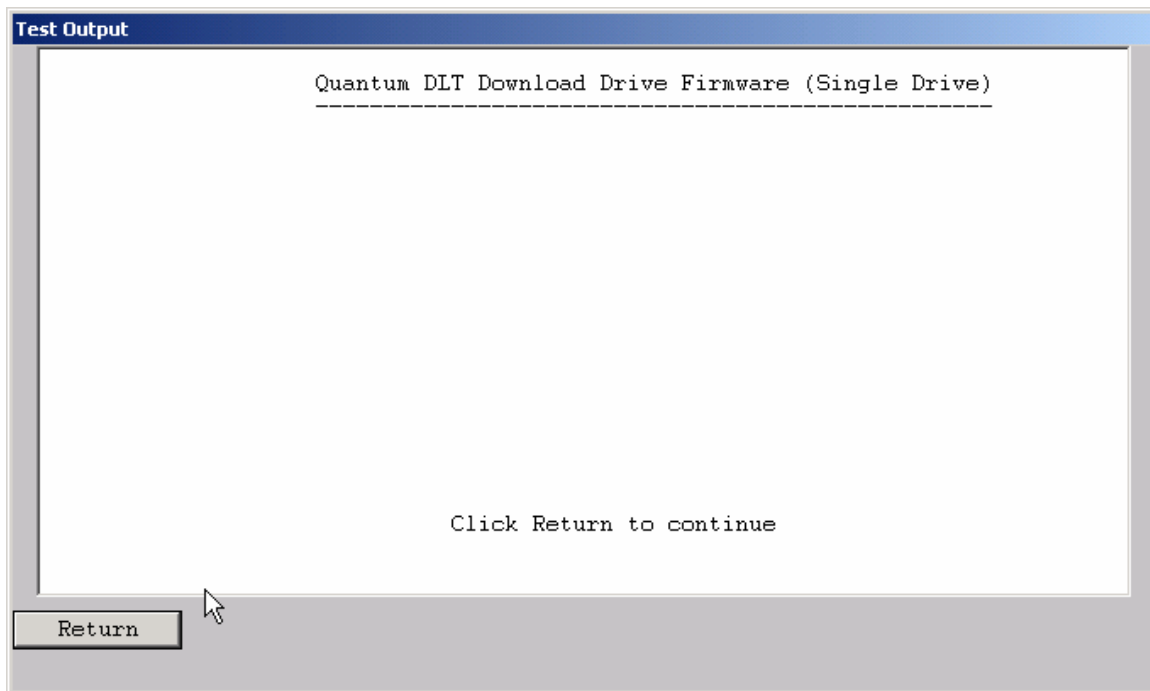 Test Output
Quantum DLT Download Drive Firmware (Single Drive)
--------------------------------------------------
Click Return to continue
Return